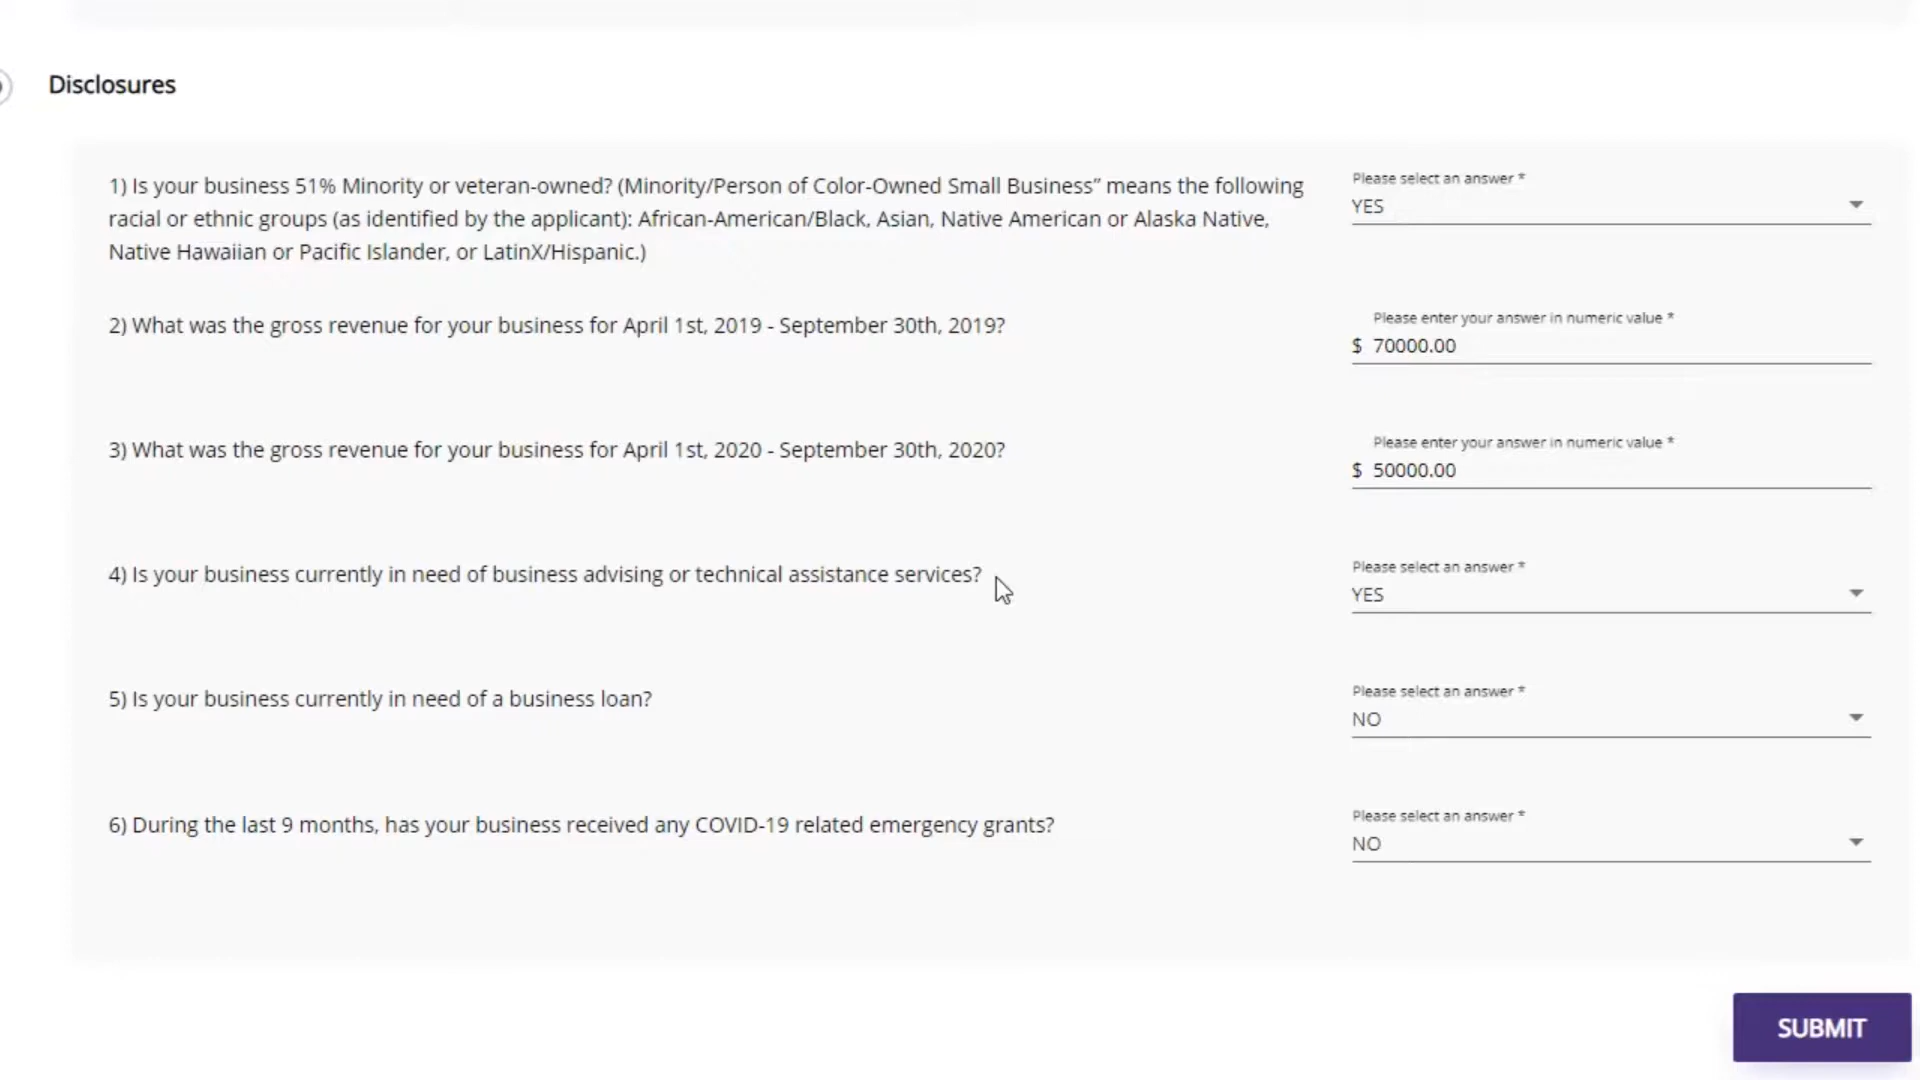 Disclosures
1) Is your business 51% Minority or veteran-owned? (Minority/Person of Color-Owned Small Business” means the following
racial or ethnic groups (as identified by the applicant): African-American/Black, Asian, Native American or Alaska Native,
Native Hawaiian or Pacific Islander, or LatinX/Hispanic.)
Please select an answer *
YES
2) What was the gross revenue for your business for April 1st, 2019 - September 30th, 2019?
Please enter your answer in numeric value *
$ 70000.00
3) What was the gross revenue for your business for April 1st, 2020 - September 30th, 2020?
Please enter your answer in numeric value *
$ 50000.00
4) Is your business currently in need of business advising or technical assistance services?
Please select an answer *
YES
5) Is your business currently in need of a business loan?
Please select an answer *
NO
6) During the last 9 months, has your business received any COVID-19 related emergency grants?
Please select an answer *
NO
SUBMIT